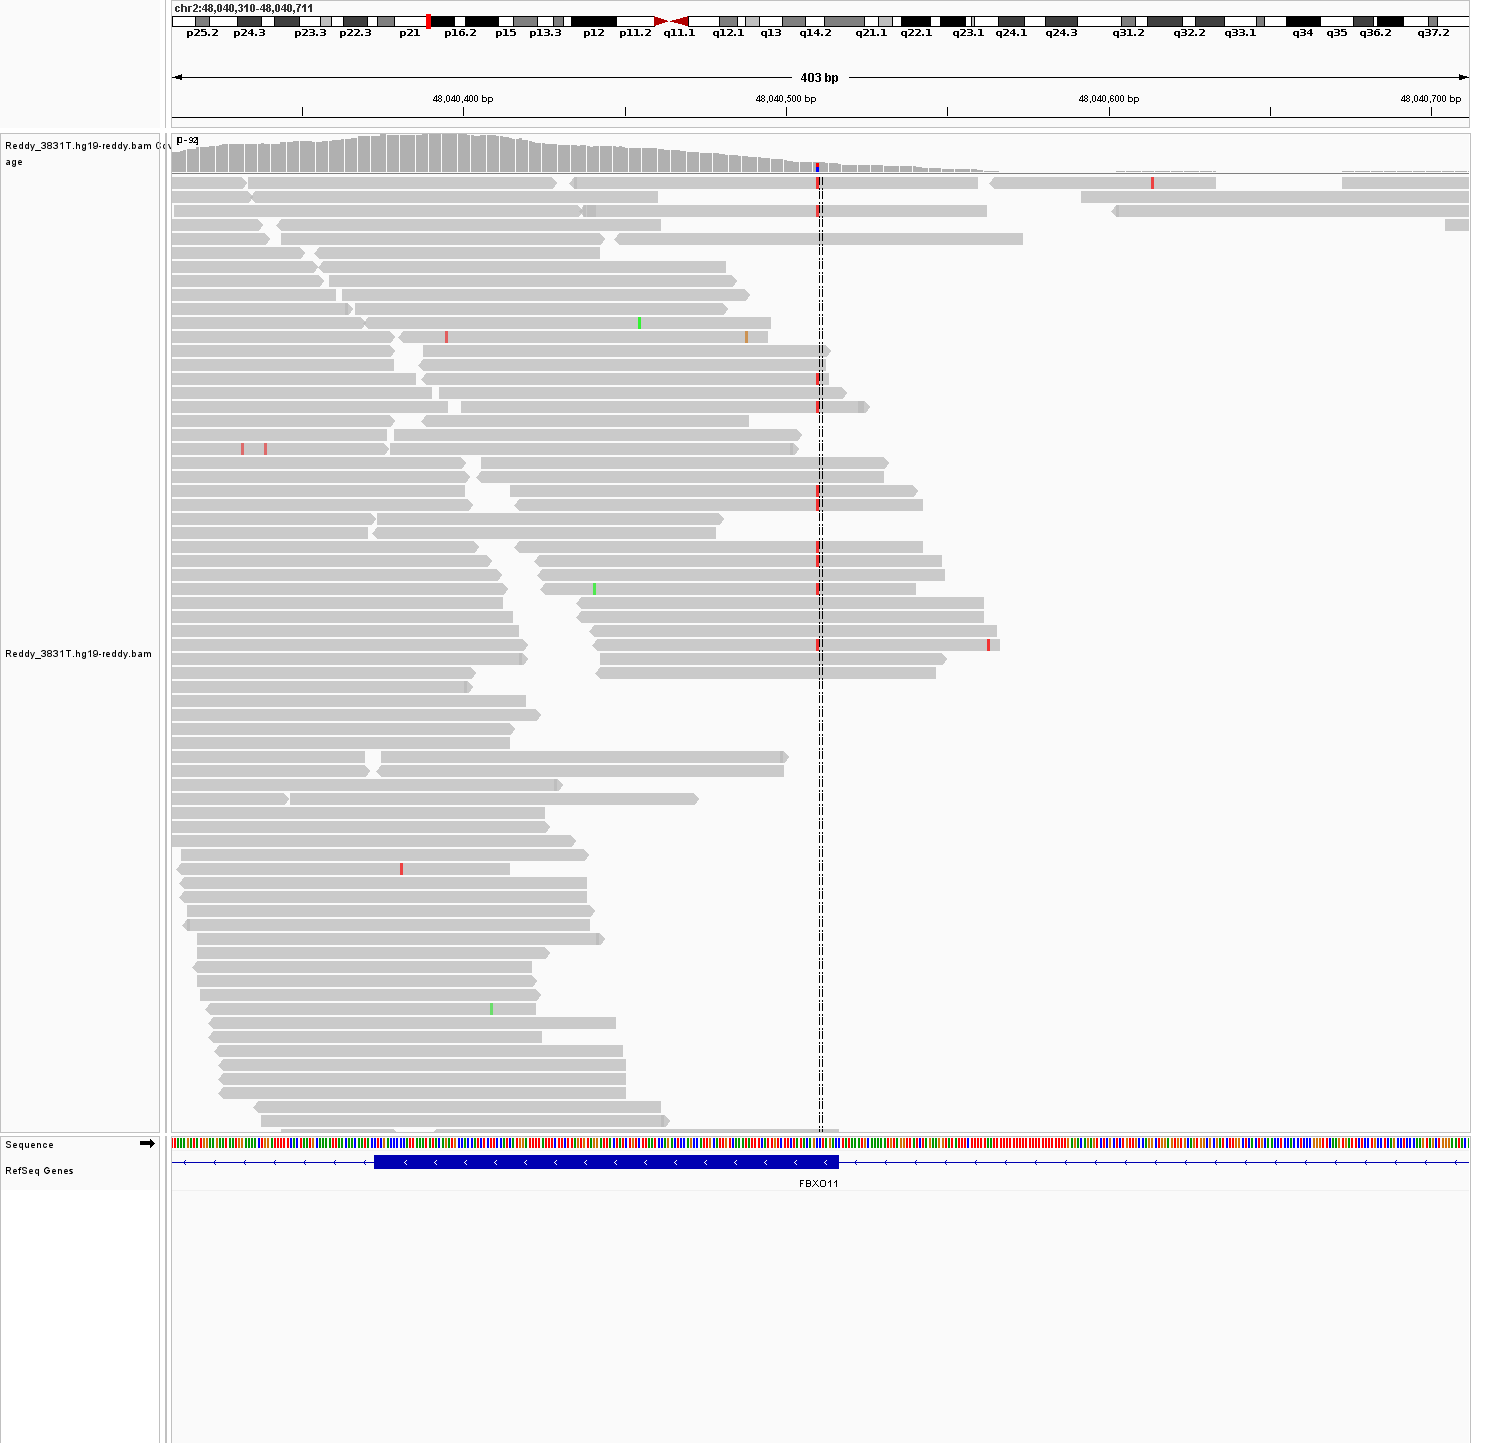 chr2:48,040,310-48,040,711
p25.2 p24.3 p23.3 p22.3 p21 p16.2 p15 p13.3 p12 p11.2 q11.1 q12.1 q13 q14.2 q21.1 q22.1 q23.1 q24.1 q24.3 q31.2 q32.2 q33.1 q34 q35 q36.2 q37.2
403 bp
48,040,400 bp 48,040,500 bp 48,040,600 bp 48,040,700 bp
[0 - 92]
Reddy_3831T.hg19-reddy.bam Cov
age
Reddy_3831T.hg19-reddy.bam
Sequence
RefSeq Genes
FBXO11